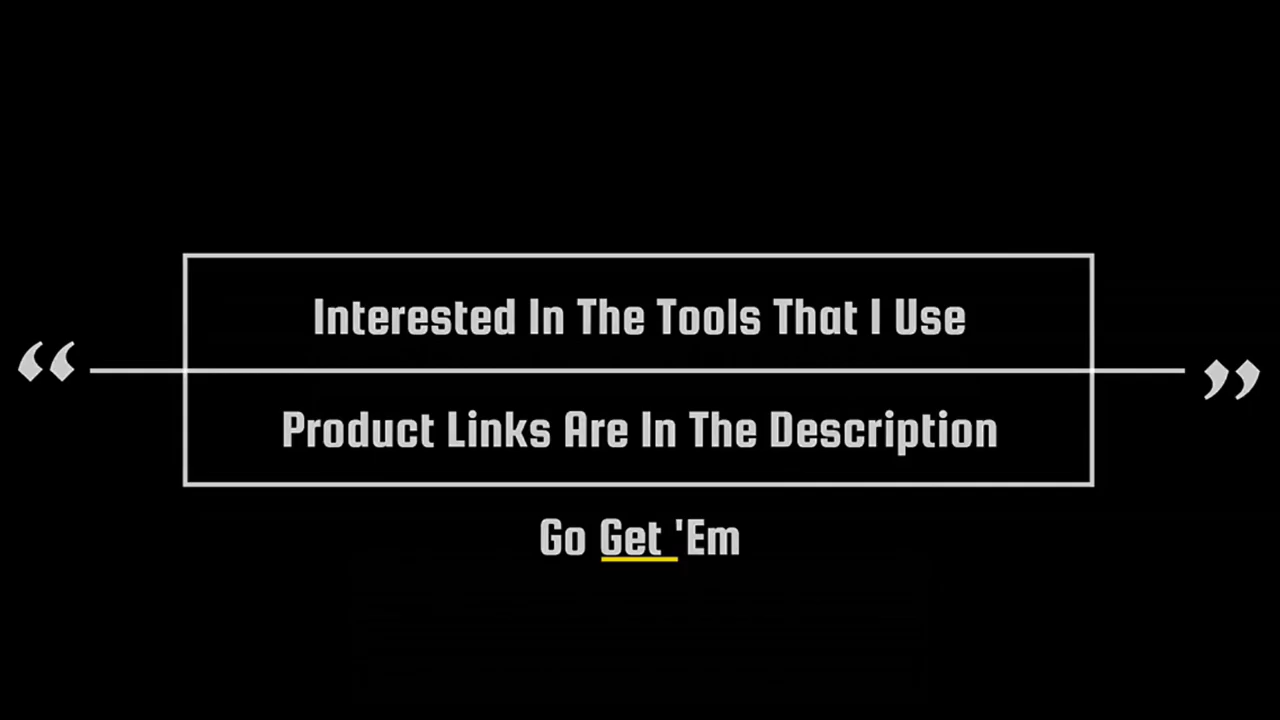 Interested In The Tools That I Use
“ ”
Product Links Are In The Description
Go Get 'Em